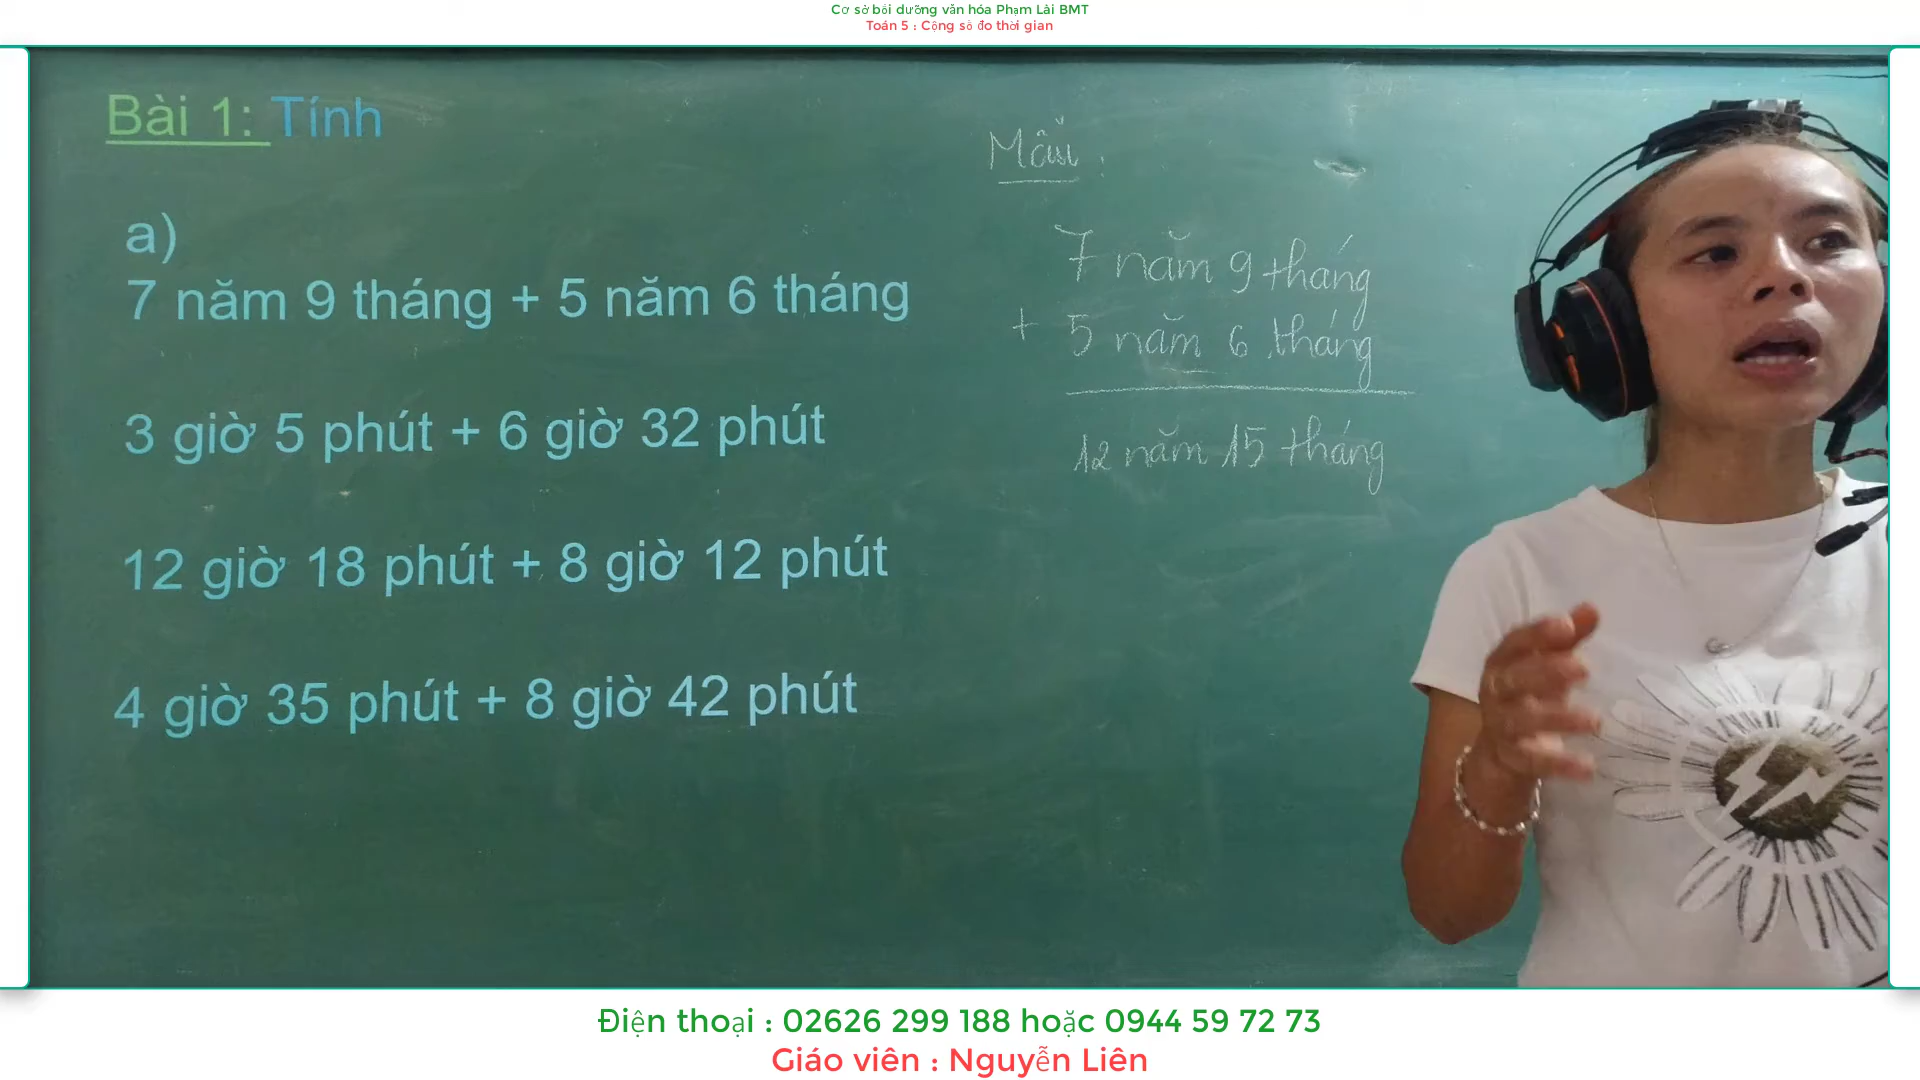 Cơ sở bồi dưỡng văn hóa Phạm Lài BMT
Toán 5 : Cộng số đo thời gian
Bài 1: Tính
a)
7 năm 9 tháng + 5 năm 6 tháng
3 giờ 5 phút + 6 giờ 32 phút
12 giờ 18 phút + 8 giờ 12 phút
4 giờ 35 phút + 8 giờ 42 phút
Mẫu :
7 năm 9 tháng
+ 5 năm 6 tháng
12 năm 15 tháng
Điện thoại : 02626 299 188 hoặc 0944 59 72 73
Giáo viên : Nguyễn Liên